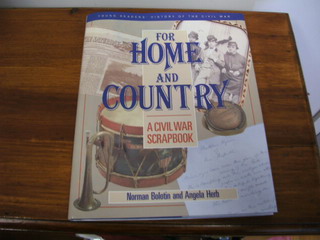 YOUNG READERS' HISTORY OF THE CIVIL WAR
FOR
HOME
AND
COUNTRY
A CIVIL WAR
SCRAPBOOK
Norman Bolotin and Angela Herb